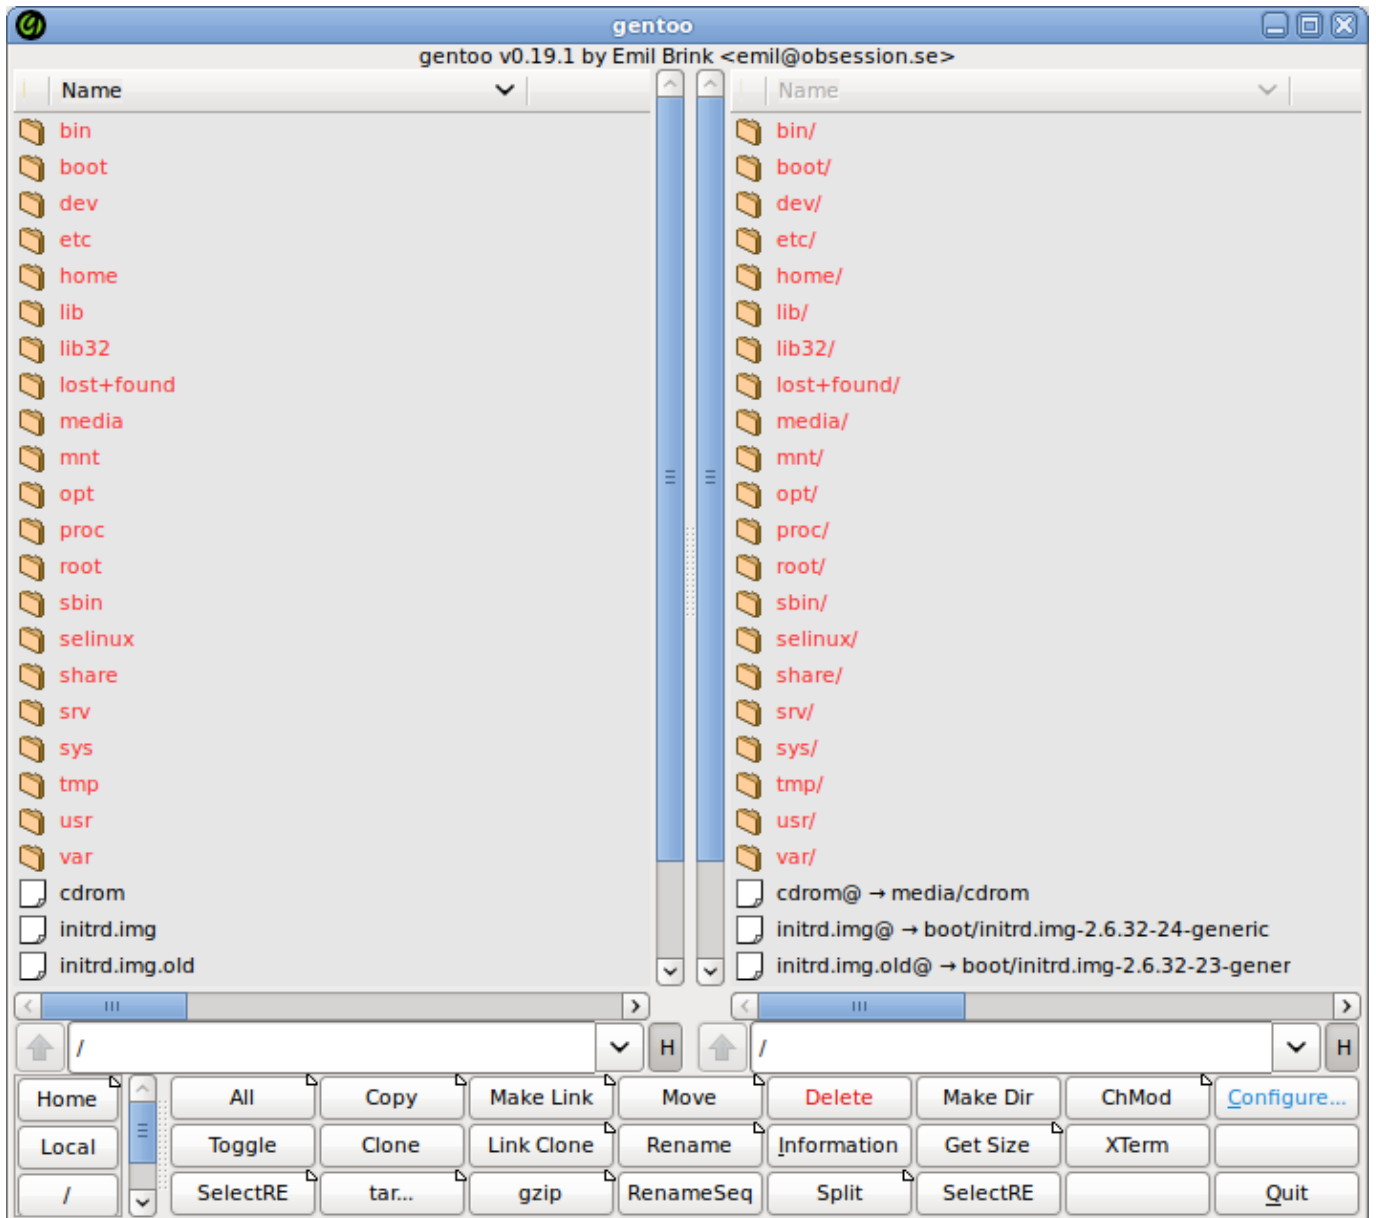 gentoo
gentoo v0.19.1 by Emil Brink <emil@obsession.se>
Name
bin
boot
dev
etc
home
lib
lib32
lost+found
media
mnt
opt
proc
root
sbin
selinux
share
srv
sys
tmp
usr
var
cdrom
initrd.img
initrd.img.old
/
H
Name
bin/
boot/
dev/
etc/
home/
lib/
lib32/
lost+found/
media/
mnt/
opt/
proc/
root/
sbin/
selinux/
share/
srv/
sys/
tmp/
usr/
var/
cdrom@ → media/cdrom
initrd.img@ → boot/initrd.img-2.6.32-24-generic
initrd.img.old@ → boot/initrd.img-2.6.32-23-gener
/
H
Home All Copy Make Link Move Delete Make Dir ChMod Configure...
Local Toggle Clone Link Clone Rename Information Get Size XTerm
/ SelectRE tar... gzip RenameSeq Split SelectRE Quit